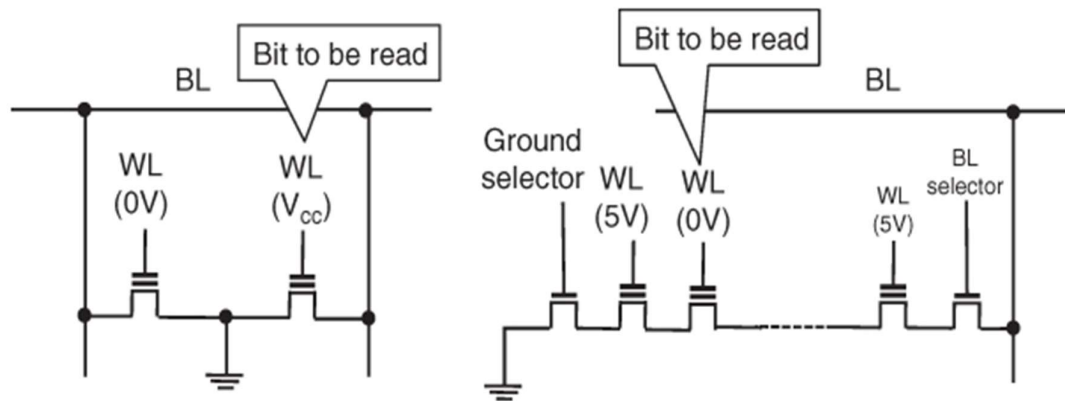 Bit to be read
BL
WL
(0V)
WL
(Vcc)
Bit to be read
BL
Ground
selector
WL
(5V)
WL
(0V)
WL
(5V)
BL
selector